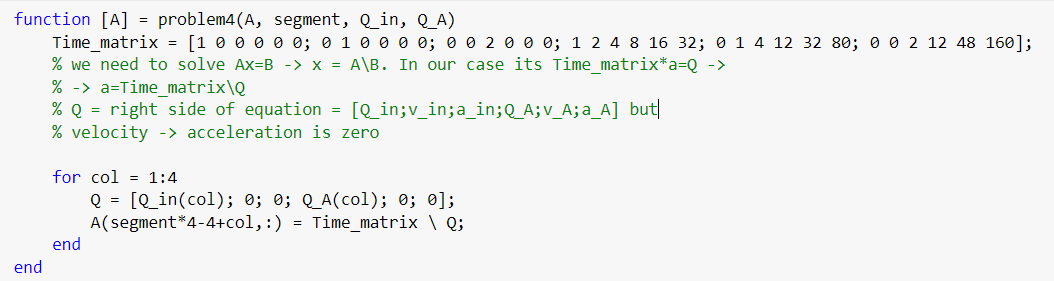 function [A] = problem4(A, segment, Q_in, Q_A)
    Time_matrix = [1 0 0 0 0 0; 0 1 0 0 0 0; 0 0 2 0 0 0; 1 2 4 8 16 32; 0 1 4 12 32 80; 0 0 2 12 48 160];
    % we need to solve Ax=B -> x = A\B. In our case its Time_matrix*a=Q ->
    % -> a=Time_matrix\Q
    % Q = right side of equation = [Q_in;v_in;a_in;Q_A;v_A;a_A] but
    % velocity -> acceleration is zero

    for col = 1:4
        Q = [Q_in(col); 0; 0; Q_A(col); 0; 0];
        A(segment*4-4+col,:) = Time_matrix \ Q;
    end
end